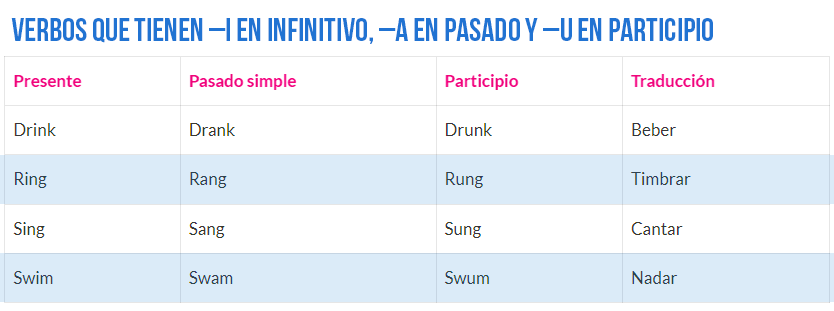 VERBOS QUE TIENEN –I EN INFINITIVO, –A EN PASADO Y –U EN PARTICIPIO
Presente Pasado simple Participio Traducción
Drink Drank Drunk Beber
Ring Rang Rung Timbrar
Sing Sang Sung Cantar
Swim Swam Swum Nadar